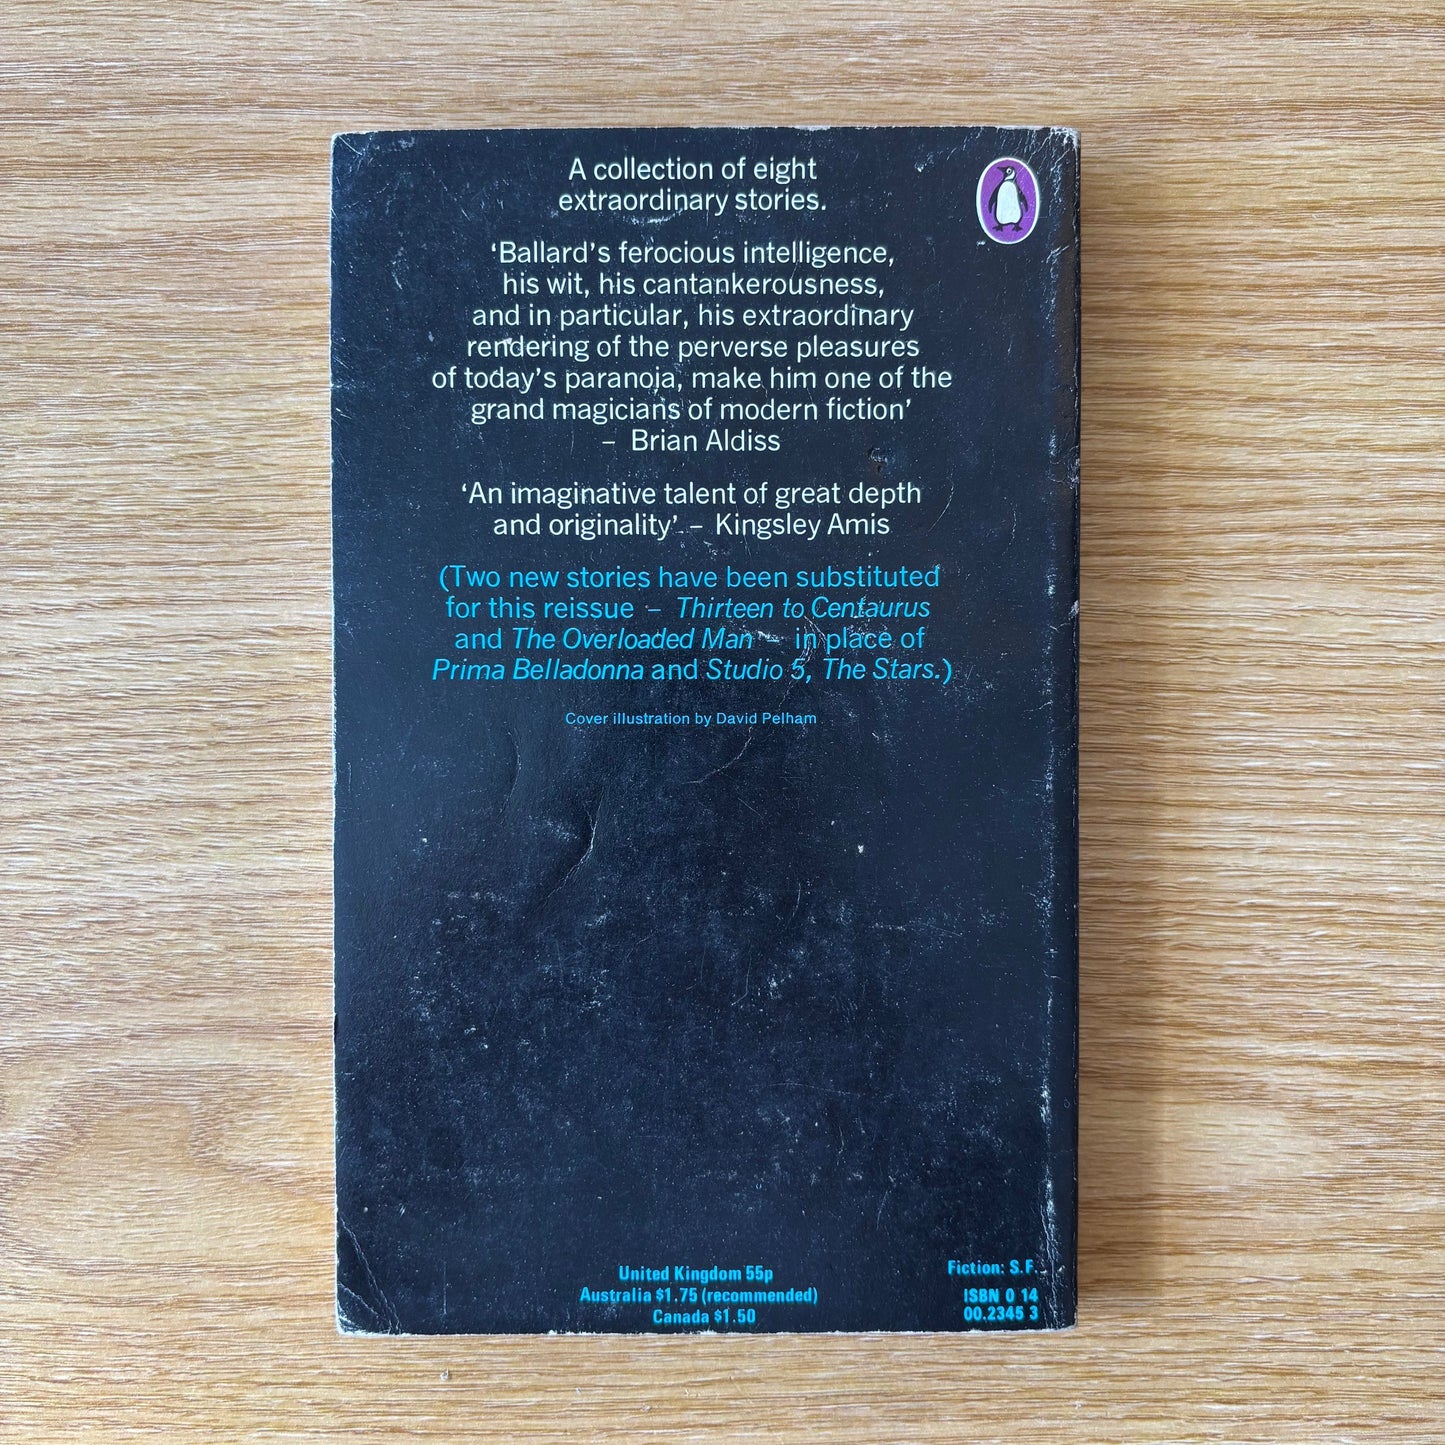 A collection of eight
extraordinary stories.
‘Ballard’s ferocious intelligence,
his wit, his cantankerousness,
and in particular, his extraordinary
rendering of the perverse pleasures
of today’s paranoia, make him one of the
grand magicians of modern fiction’
– Brian Aldiss
‘An imaginative talent of great depth
and originality’ – Kingsley Amis
(Two new stories have been substituted
for this reissue – Thirteen to Centaurus
and The Overloaded Man – in place of
Prima Belladonna and Studio 5, The Stars.)
Cover illustration by David Pelham
United Kingdom 55p
Australia $1.75 (recommended)
Canada $1.50
Fiction: S.F.
ISBN 0 14
00.2345 3